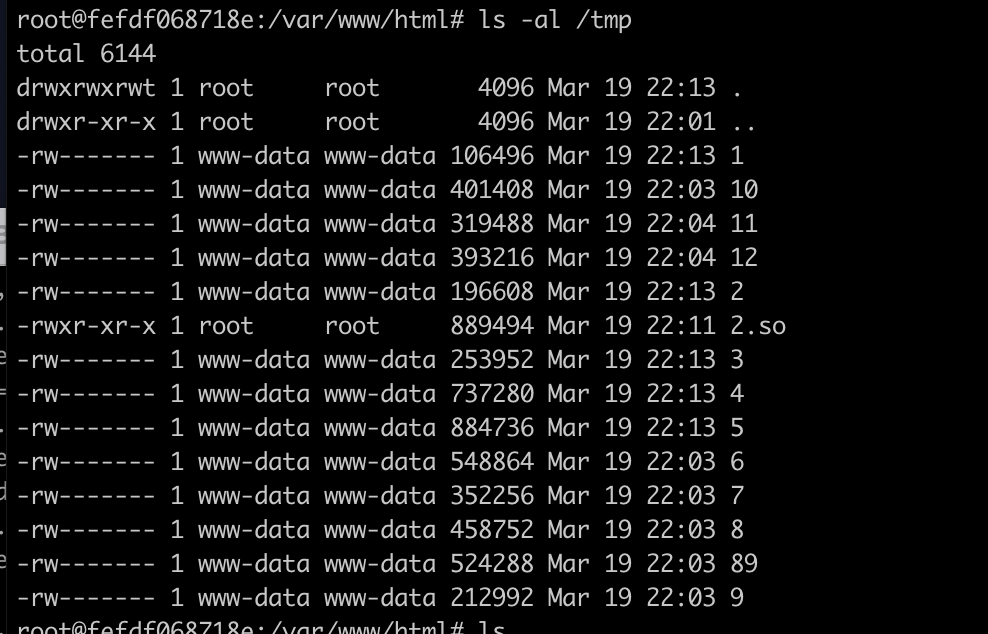 root@fefdf068718e:/var/www/html# ls -al /tmp
total 6144
drwxrwxrwt 1 root     root       4096 Mar 19 22:13 .
drwxr-xr-x 1 root     root       4096 Mar 19 22:01 ..
-rw------- 1 www-data www-data 106496 Mar 19 22:13 1
-rw------- 1 www-data www-data 401408 Mar 19 22:03 10
-rw------- 1 www-data www-data 319488 Mar 19 22:04 11
-rw------- 1 www-data www-data 393216 Mar 19 22:04 12
-rw------- 1 www-data www-data 196608 Mar 19 22:13 2
-rwxr-xr-x 1 root     root     889494 Mar 19 22:11 2.so
-rw------- 1 www-data www-data 253952 Mar 19 22:13 3
-rw------- 1 www-data www-data 737280 Mar 19 22:13 4
-rw------- 1 www-data www-data 884736 Mar 19 22:13 5
-rw------- 1 www-data www-data 548864 Mar 19 22:03 6
-rw------- 1 www-data www-data 352256 Mar 19 22:03 7
-rw------- 1 www-data www-data 458752 Mar 19 22:03 8
-rw------- 1 www-data www-data 524288 Mar 19 22:03 89
-rw------- 1 www-data www-data 212992 Mar 19 22:03 9
root@fefdf068718e:/var/www/html# ls